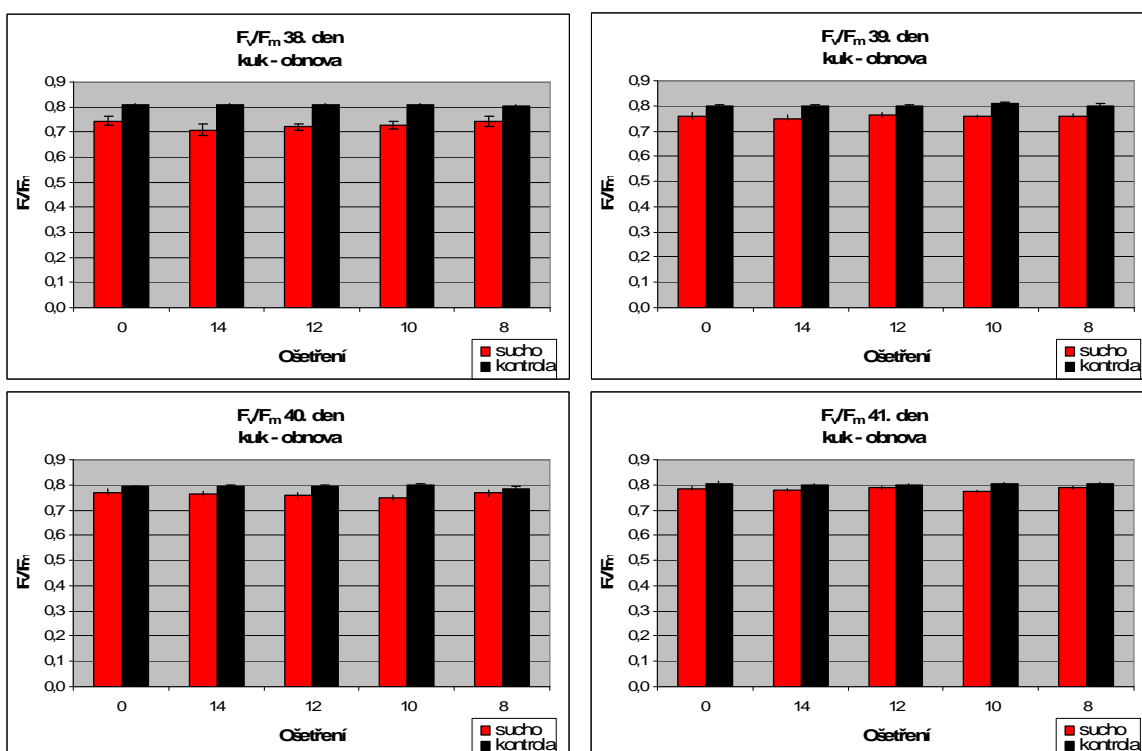 Fv/Fm 38. den
kuk - obnova
0,9
0,8
0,7
0,6
0,5
0,4
0,3
0,2
0,1
0,0
Fv/Fm
0 14 12 10 8
Ošetření
sucho
kontrola
Fv/Fm 39. den
kuk - obnova
0,9
0,8
0,7
0,6
0,5
0,4
0,3
0,2
0,1
0,0
Fv/Fm
0 14 12 10 8
Ošetření
sucho
kontrola
Fv/Fm 40. den
kuk - obnova
0,9
0,8
0,7
0,6
0,5
0,4
0,3
0,2
0,1
0,0
Fv/Fm
0 14 12 10 8
Ošetření
sucho
kontrola
Fv/Fm 41. den
kuk - obnova
0,9
0,8
0,7
0,6
0,5
0,4
0,3
0,2
0,1
0,0
Fv/Fm
0 14 12 10 8
Ošetření
sucho
kontrola